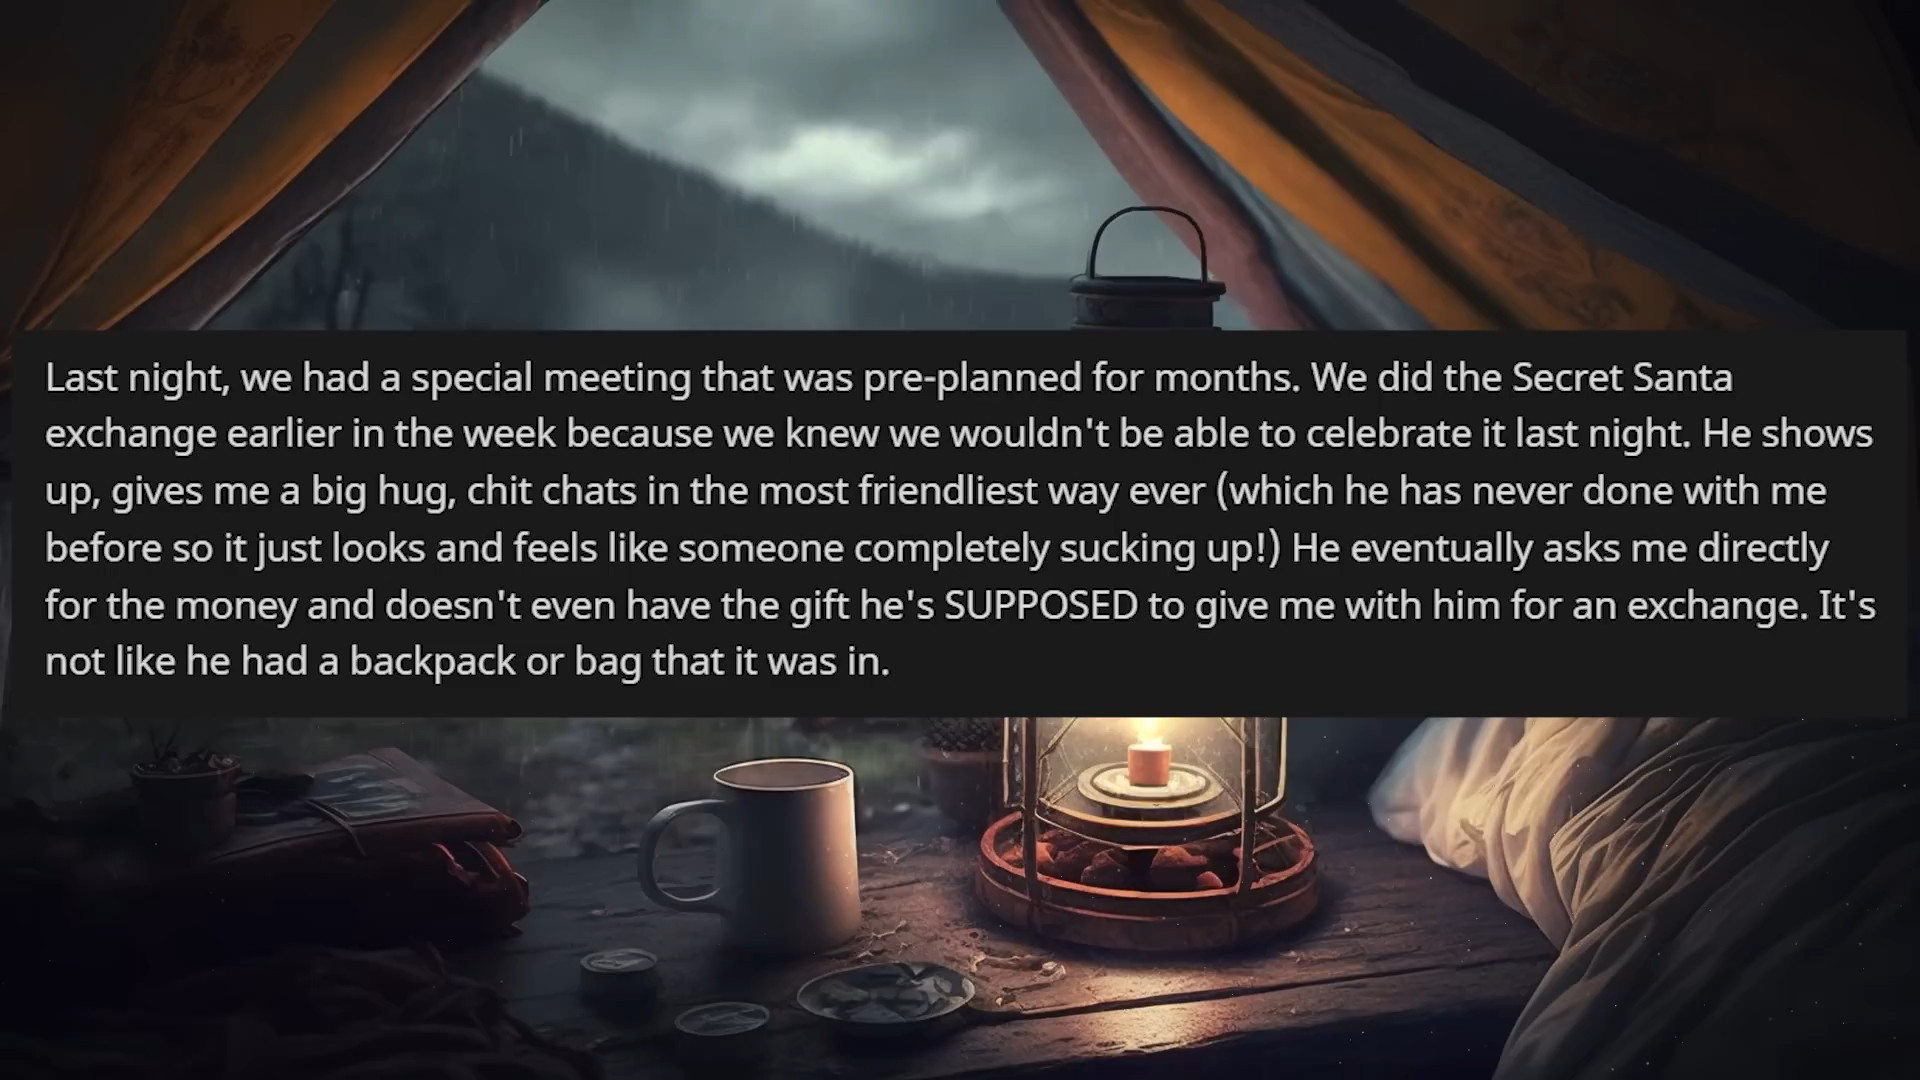 Last night, we had a special meeting that was pre-planned for months. We did the Secret Santa
exchange earlier in the week because we knew we wouldn't be able to celebrate it last night. He shows
up, gives me a big hug, chit chats in the most friendliest way ever (which he has never done with me
before so it just looks and feels like someone completely sucking up!) He eventually asks me directly
for the money and doesn't even have the gift he's SUPPOSED to give me with him for an exchange. It's
not like he had a backpack or bag that it was in.